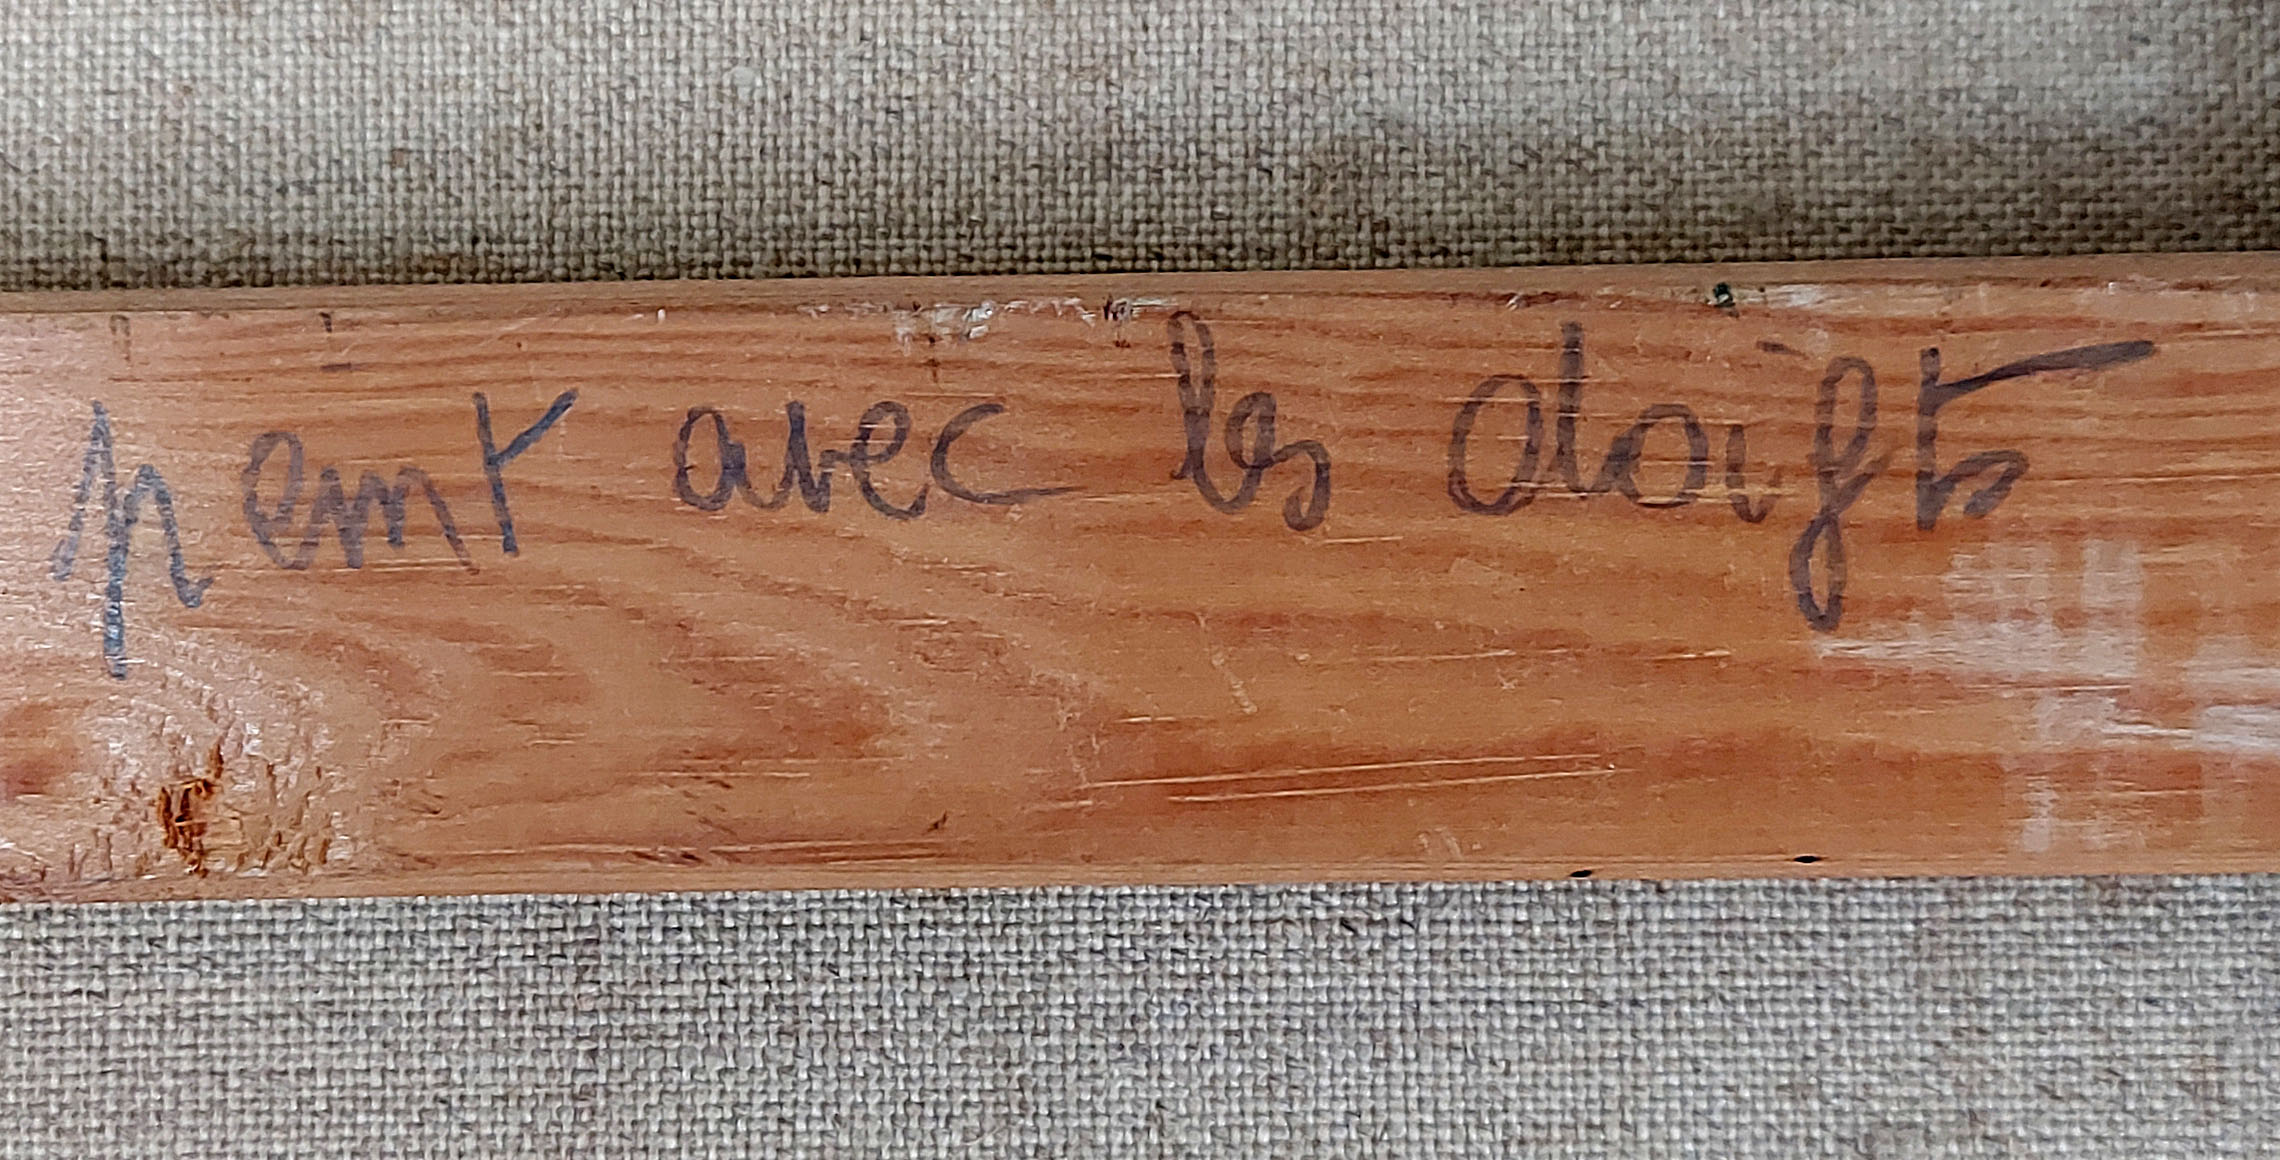 peint avec les doigts